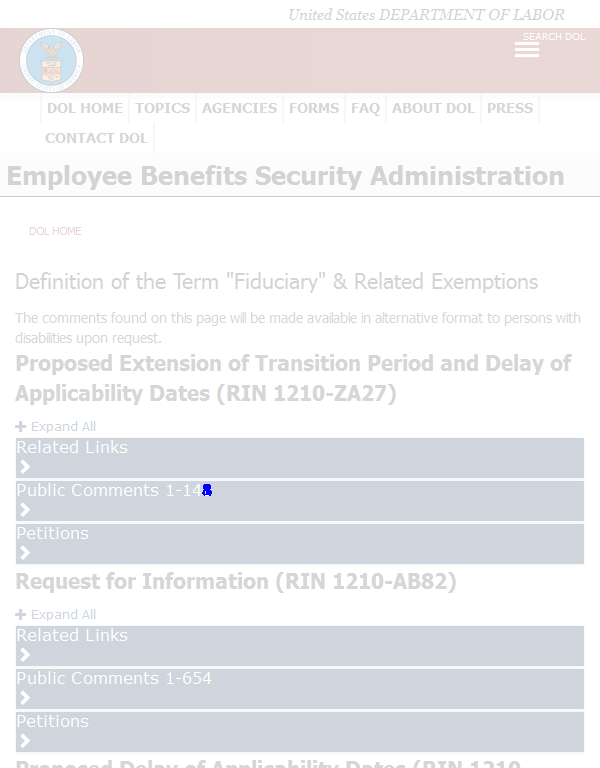 United States DEPARTMENT OF LABOR
SEARCH DOL
DOL HOME
TOPICS
AGENCIES
FORMS
FAQ
ABOUT DOL
PRESS
CONTACT DOL
Employee Benefits Security Administration
DOL HOME
Definition of the Term "Fiduciary" & Related Exemptions
The comments found on this page will be made available in alternative format to persons with
disabilities upon request.
Proposed Extension of Transition Period and Delay of
Applicability Dates (RIN 1210-ZA27)
Expand All
Related Links
Public Comments
Petitions
Request for Information (RIN 1210-AB82)
Expand All
Related Links
Public Comments 1-654
Petitions
Proposed Delay of Applicability Dates (RIN 1210-